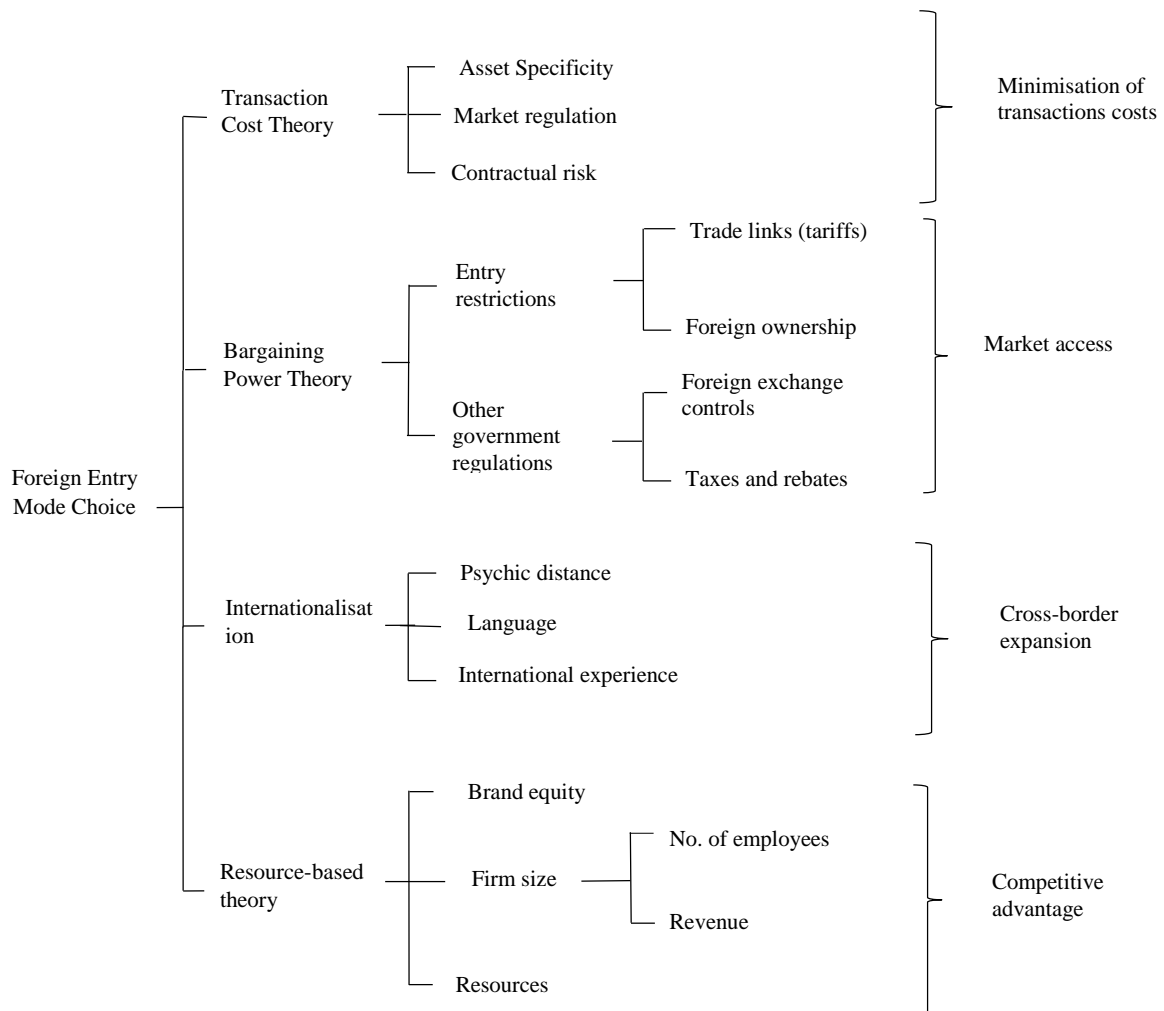 Foreign Entry
Mode Choice
Transaction
Cost Theory
Asset Specificity
Market regulation
Contractual risk
Minimisation of
transactions costs
Bargaining
Power Theory
Entry
restrictions
Trade links (tariffs)
Foreign ownership
Other
government
regulations
Foreign exchange
controls
Taxes and rebates
Market access
Internationalisat
ion
Psychic distance
Language
International experience
Cross-border
expansion
Resource-based
theory
Brand equity
Firm size
No. of employees
Revenue
Resources
Competitive
advantage